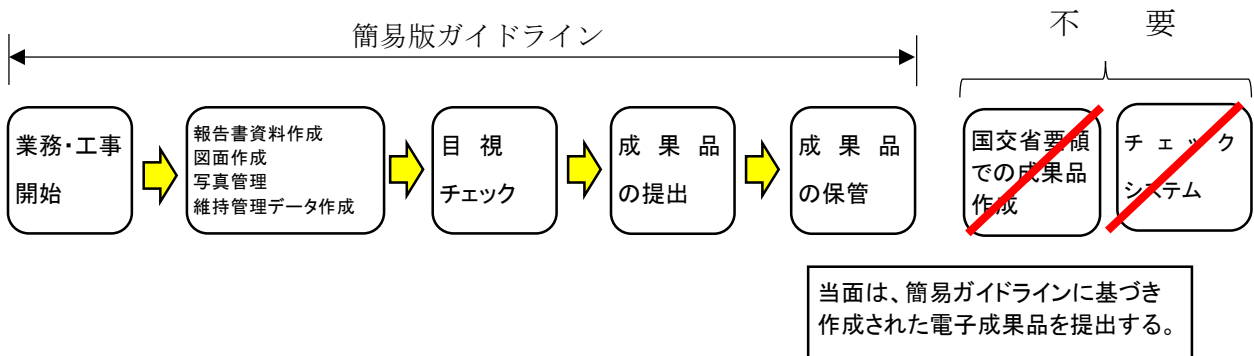 不要
簡易版ガイドライン
業務・工事
開始
報告書資料作成
図面作成
写真管理
維持管理データ作成
目視
チェック
成果品
の提出
成果品
の保管
国交省要領
での成果品
作成
チェック
システム
当面は、簡易ガイドラインに基づき
作成された電子成果品を提出する。